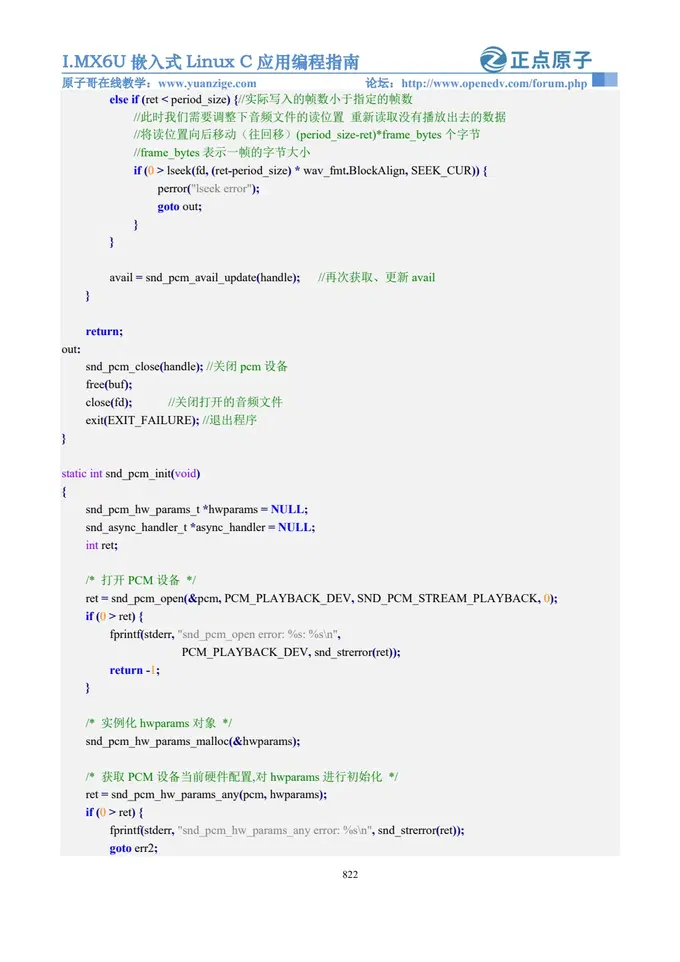 I.MX6U 嵌入式 Linux C 应用编程指南
正点原子
原子哥在线教学：www.yuanzige.com 论坛：http://www.openedv.com/forum.php
else if (ret < period_size) {//实际写入的帧数小于指定的帧数
//此时我们需要调整下音频文件的读位置 重新读取没有播放出去的数据
//将读位置向后移动（往回移）(period_size-ret)*frame_bytes 个字节
//frame_bytes 表示一帧的字节大小
if (0 > lseek(fd, (ret-period_size) * wav_fmt.BlockAlign, SEEK_CUR)) {
perror("lseek error");
goto out;
}
}
avail = snd_pcm_avail_update(handle); //再次获取、更新 avail
}
return;
out:
snd_pcm_close(handle); //关闭 pcm 设备
free(buf);
close(fd); //关闭打开的音频文件
exit(EXIT_FAILURE); //退出程序
}
static int snd_pcm_init(void)
{
snd_pcm_hw_params_t *hwparams = NULL;
snd_async_handler_t *async_handler = NULL;
int ret;
/* 打开 PCM 设备 */
ret = snd_pcm_open(&pcm, PCM_PLAYBACK_DEV, SND_PCM_STREAM_PLAYBACK, 0);
if (0 > ret) {
fprintf(stderr, "snd_pcm_open error: %s: %s\n",
PCM_PLAYBACK_DEV, snd_strerror(ret));
return -1;
}
/* 实例化 hwparams 对象 */
snd_pcm_hw_params_malloc(&hwparams);
/* 获取 PCM 设备当前硬件配置,对 hwparams 进行初始化 */
ret = snd_pcm_hw_params_any(pcm, hwparams);
if (0 > ret) {
fprintf(stderr, "snd_pcm_hw_params_any error: %s\n", snd_strerror(ret));
goto err2;
822